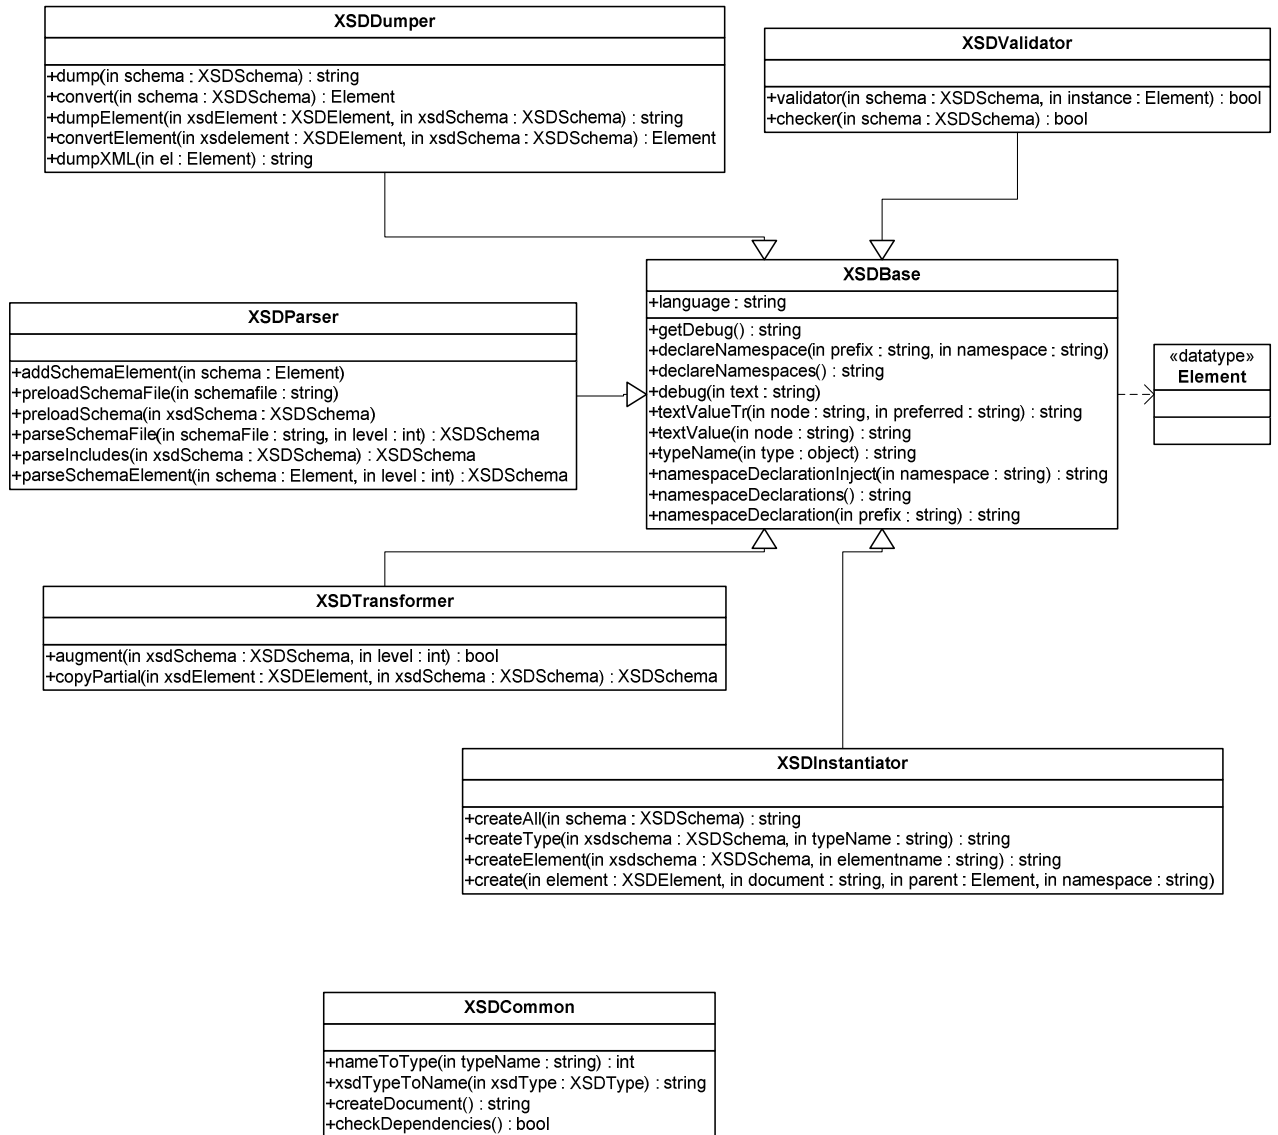 XSDDumper
+dump(in schema : XSDSchema) : string
+convert(in schema : XSDSchema) : Element
+dumpElement(in xsdElement : XSDElement, in xsdSchema : XSDSchema) : string
+convertElement(in xsdelement : XSDElement, in xsdSchema : XSDSchema) : Element
+dumpXML(in el : Element) : string
XSDValidator
+validator(in schema : XSDSchema, in instance : Element) : bool
+checker(in schema : XSDSchema) : bool
XSDBase
+language : string
+getDebug() : string
+declareNamespace(in prefix : string, in namespace : string)
+declareNamespaces() : string
+debug(in text : string)
+textValueTr(in node : string, in preferred : string) : string
+textValue(in node : string) : string
+typeName(in type : object) : string
+namespaceDeclarationInject(in namespace : string) : string
+namespaceDeclarations() : string
+namespaceDeclaration(in prefix : string) : string
XSDParser
+addSchemaElement(in schema : Element)
+preloadSchemaFile(in schemafile : string)
+preloadSchema(in xsdSchema : XSDSchema)
+parseSchemaFile(in schemaFile : string, in level : int) : XSDSchema
+parseIncludes(in xsdSchema : XSDSchema) : XSDSchema
+parseSchemaElement(in schema : Element, in level : int) : XSDSchema
«datatype»
Element
XSDTransformer
+augment(in xsdSchema : XSDSchema, in level : int) : bool
+copyPartial(in xsdElement : XSDElement, in xsdSchema : XSDSchema) : XSDSchema
XSDInstantiator
+createAll(in schema : XSDSchema) : string
+createType(in xsdschema : XSDSchema, in typeName : string) : string
+createElement(in xsdschema : XSDSchema, in elementname : string) : string
+create(in element : XSDElement, in document : string, in parent : Element, in namespace : string)
XSDCommon
+nameToType(in typeName : string) : int
+xsdTypeToName(in xsdType : XSDType) : string
+createDocument() : string
+checkDependencies() : bool